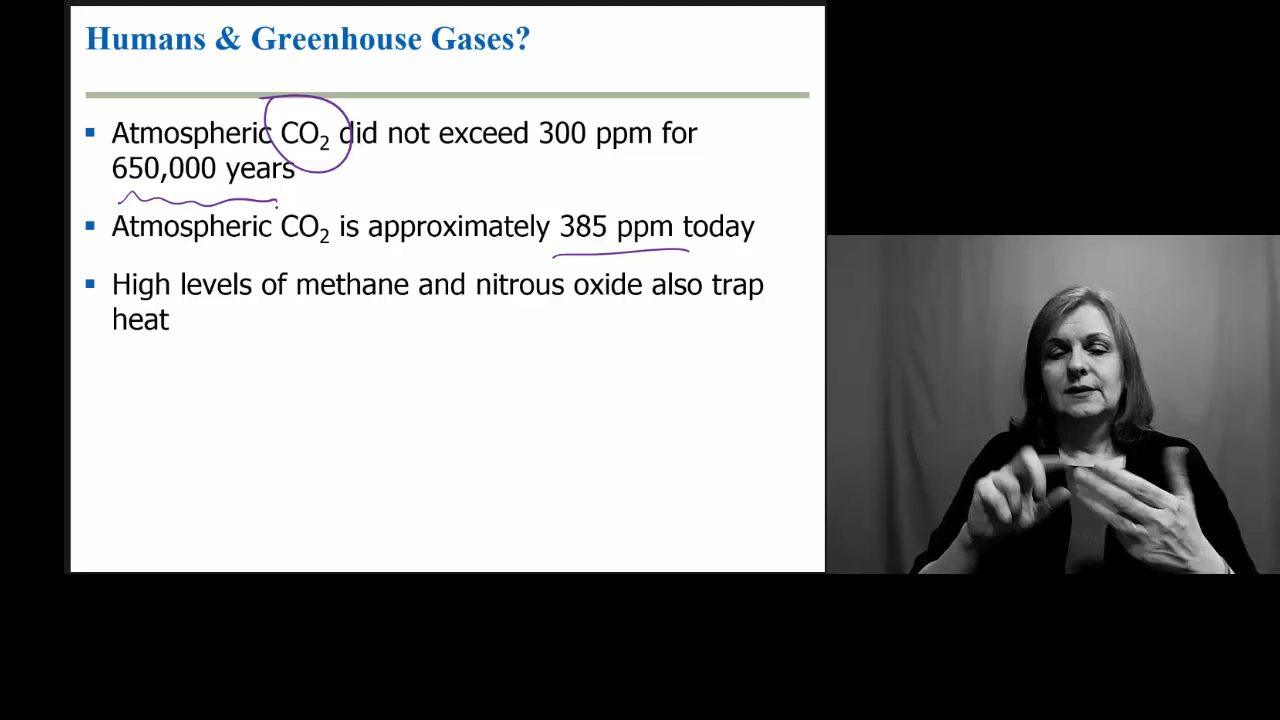 Humans & Greenhouse Gases?
Atmospheric CO₂ did not exceed 300 ppm for
650,000 years
Atmospheric CO₂ is approximately 385 ppm today
High levels of methane and nitrous oxide also trap
heat